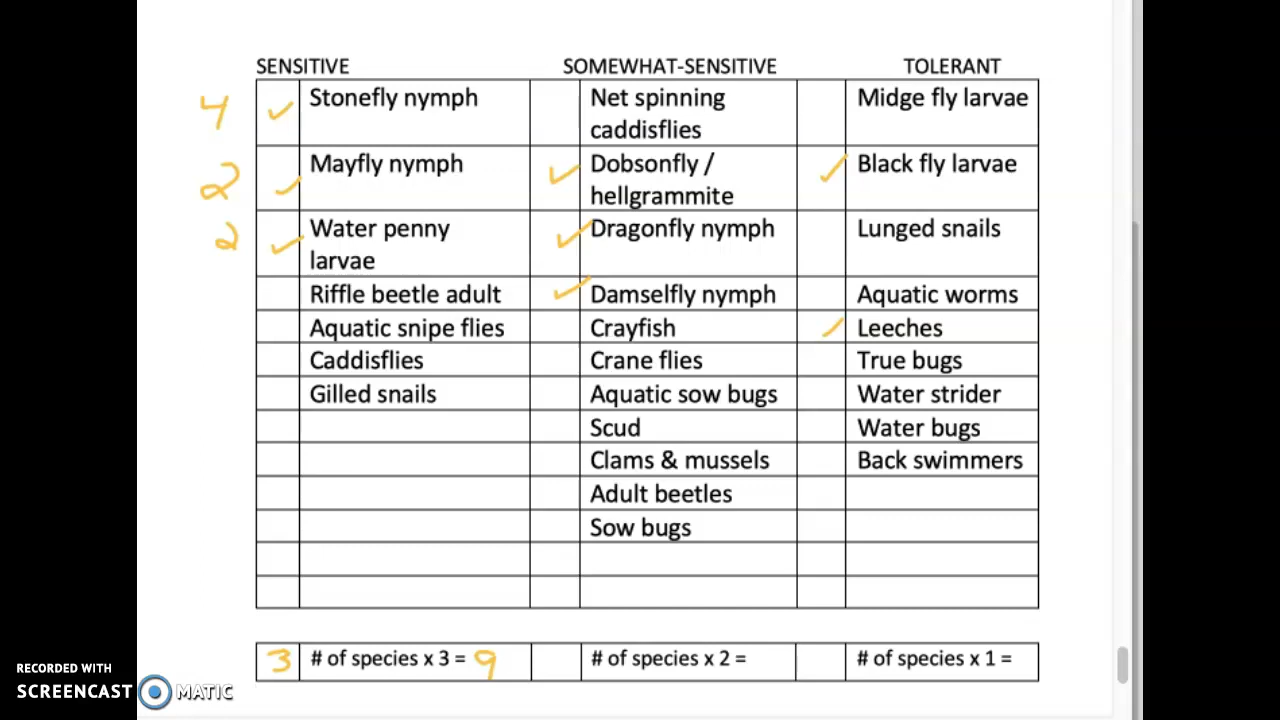 SENSITIVE SOMEWHAT-SENSITIVE TOLERANT
4 ✓ Stonefly nymph Net spinning Midge fly larvae
caddisflies
2 ✓ Mayfly nymph ✓ Dobsonfly / ✓ Black fly larvae
hellgrammite
2 ✓ Water penny ✓ Dragonfly nymph Lunged snails
larvae
Riffle beetle adult ✓ Damselfly nymph Aquatic worms
Aquatic snipe flies Crayfish ✓ Leeches
Caddisflies Crane flies True bugs
Gilled snails Aquatic sow bugs Water strider
Scud Water bugs
Clams & mussels Back swimmers
Adult beetles
Sow bugs
3 # of species x 3 = 9 # of species x 2 = # of species x 1 =
RECORDED WITH
SCREENCAST MATIC